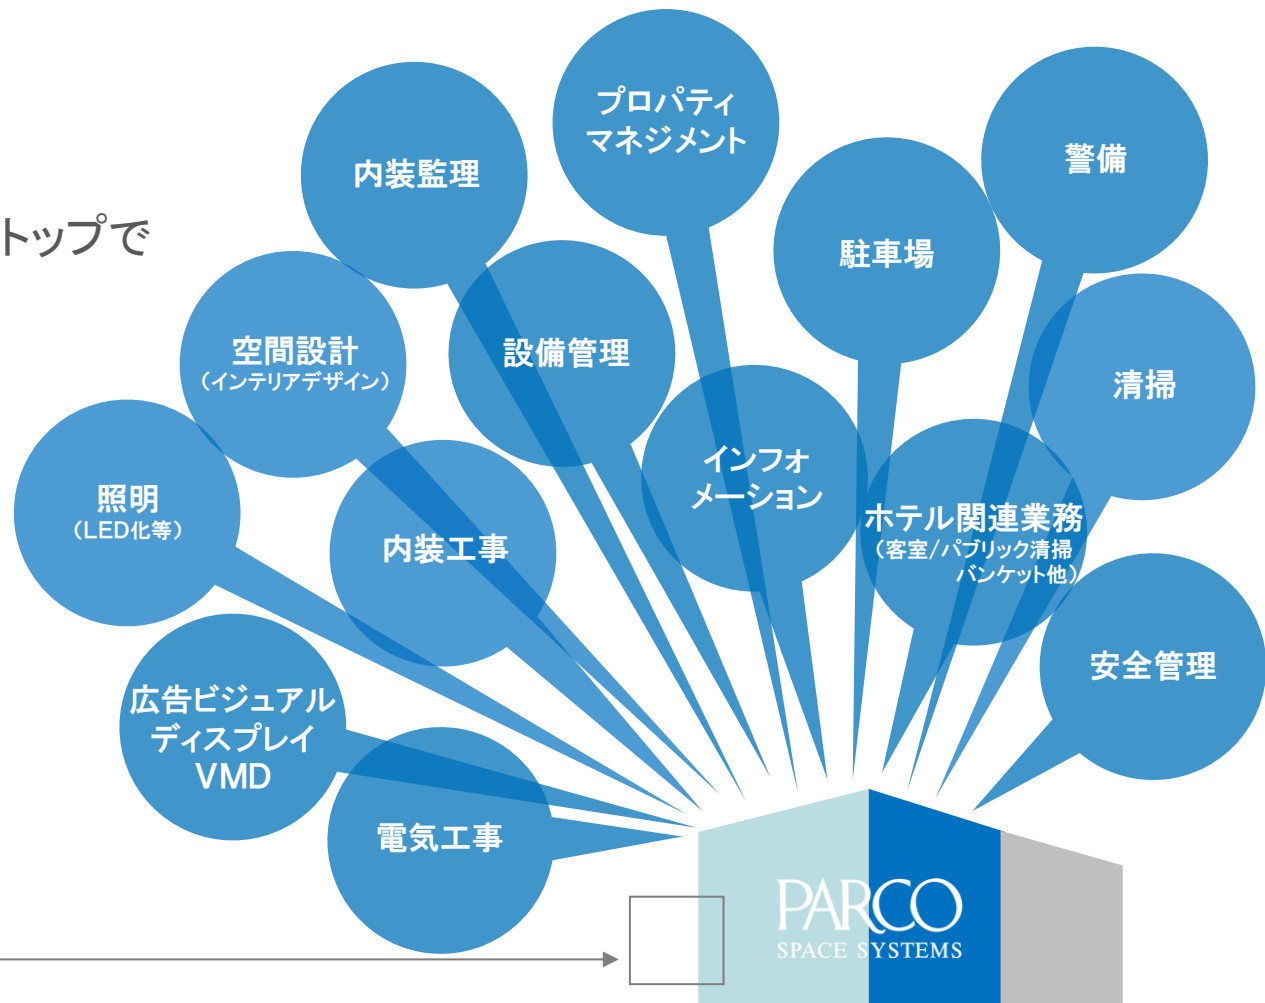 プロパティ
マネジメント
内装監理
警備
トップで
駐車場
空間設計
（インテリアデザイン）
設備管理
清掃
インフォ
メーション
照明
（LED化等）
ホテル関連業務
（客室/パブリック清掃
バンケット他）
内装工事
安全管理
広告ビジュアル
ディスプレイ
VMD
電気工事
PARCO
SPACE SYSTEMS